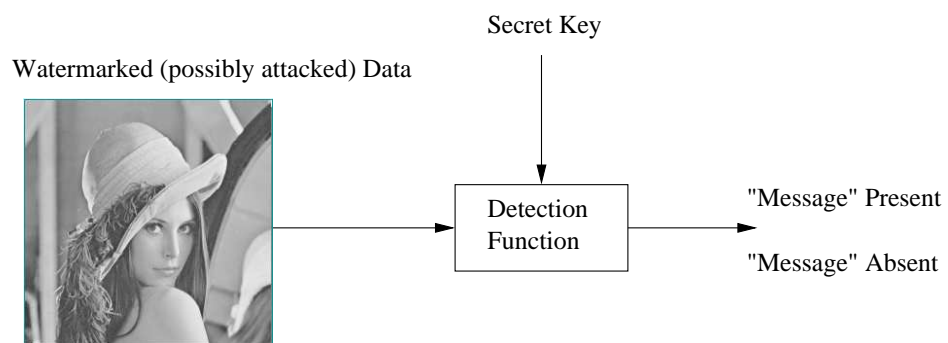 Secret Key
Watermarked (possibly attacked) Data
Detection
Function
"Message" Present
"Message" Absent